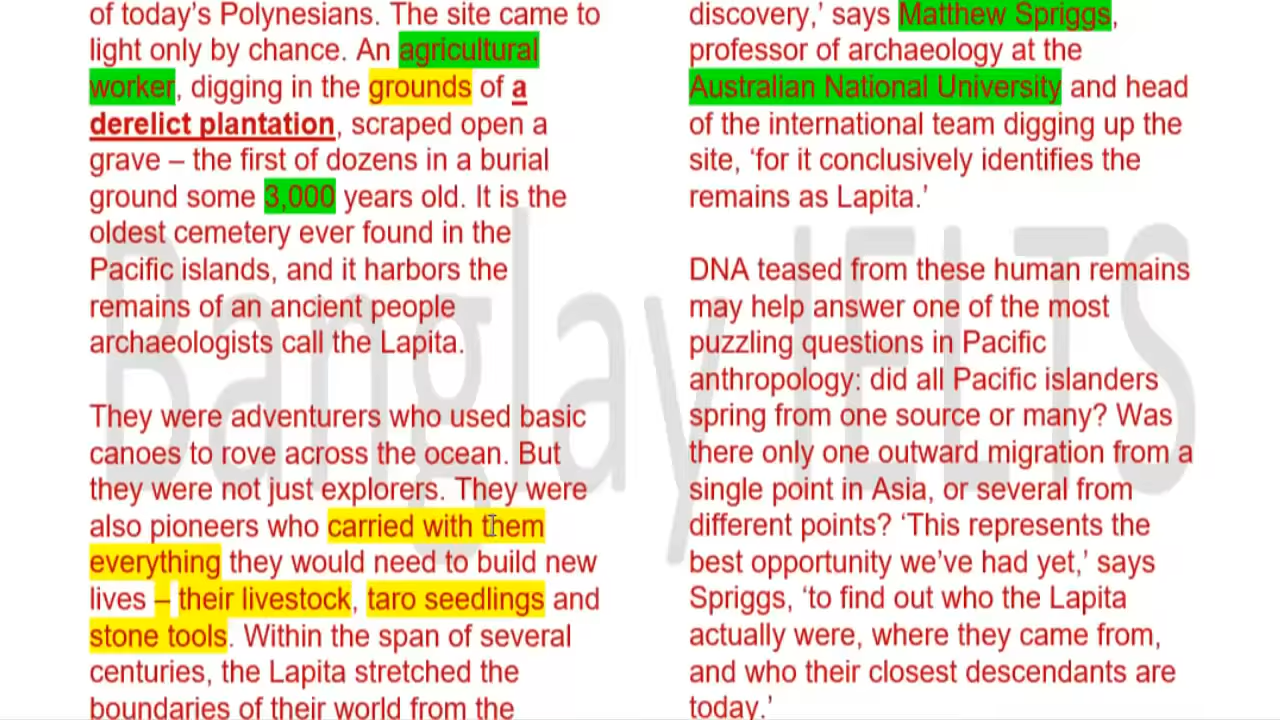 of today’s Polynesians. The site came to
light only by chance. An agricultural
worker, digging in the grounds of a
derelict plantation, scraped open a
grave – the first of dozens in a burial
ground some 3,000 years old. It is the
oldest cemetery ever found in the
Pacific islands, and it harbors the
remains of an ancient people
archaeologists call the Lapita.
They were adventurers who used basic
canoes to rove across the ocean. But
they were not just explorers. They were
also pioneers who carried with them
everything they would need to build new
lives – their livestock, taro seedlings and
stone tools. Within the span of several
centuries, the Lapita stretched the
boundaries of their world from the
discovery,’ says Matthew Spriggs,
professor of archaeology at the
Australian National University and head
of the international team digging up the
site, ‘for it conclusively identifies the
remains as Lapita.’
DNA teased from these human remains
may help answer one of the most
puzzling questions in Pacific
anthropology: did all Pacific islanders
spring from one source or many? Was
there only one outward migration from a
single point in Asia, or several from
different points? ‘This represents the
best opportunity we’ve had yet,’ says
Spriggs, ‘to find out who the Lapita
actually were, where they came from,
and who their closest descendants are
today.’
Banglay IELTS